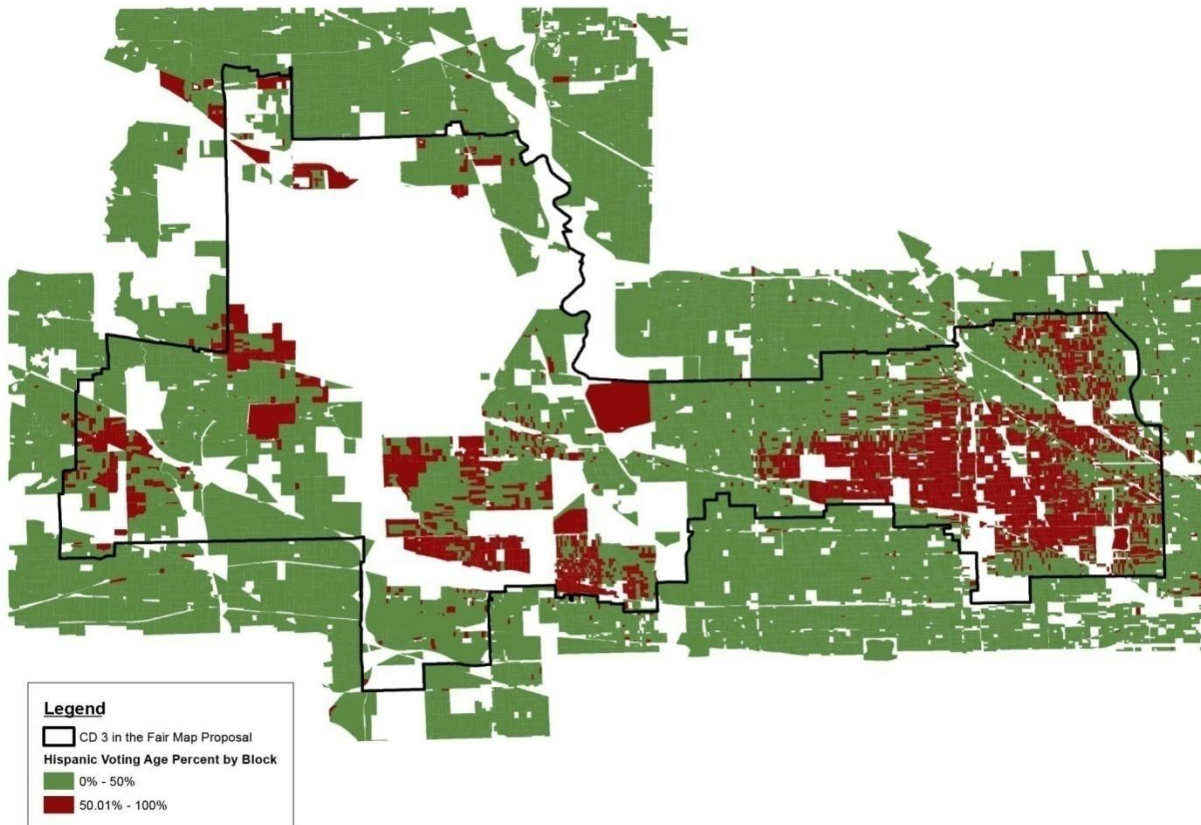 Legend
CD 3 in the Fair Map Proposal
Hispanic Voting Age Percent by Block
0% - 50%
50.01% - 100%